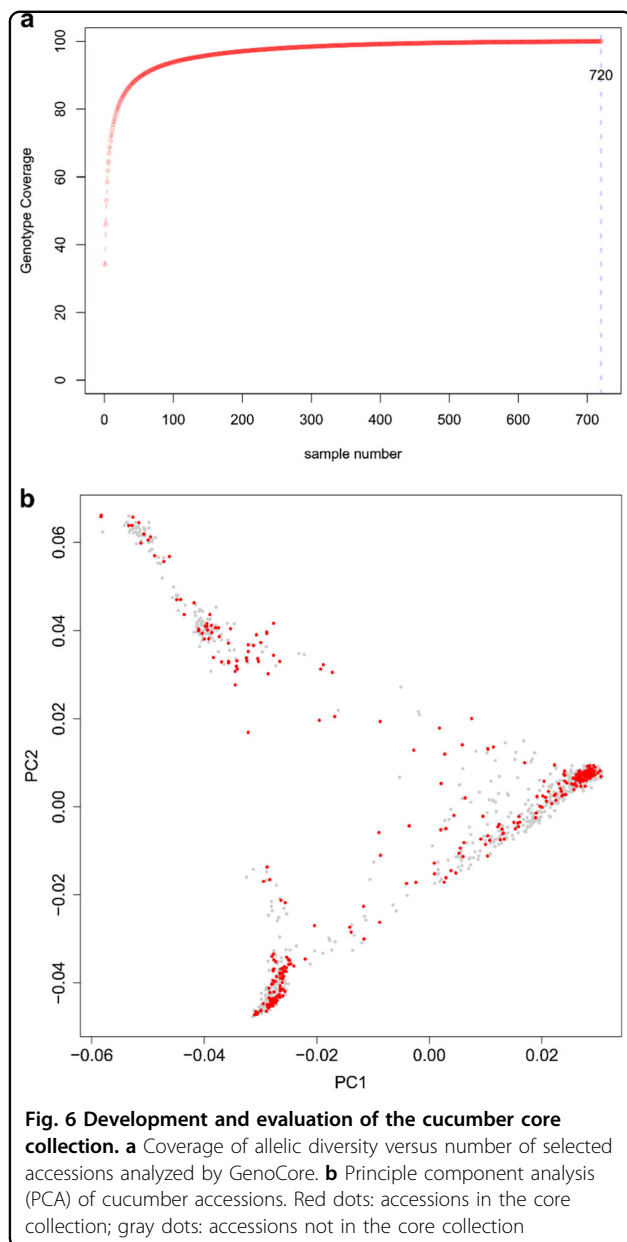 a
100
80
60
40
20
0
Genotype Coverage
720
0 100 200 300 400 500 600 700
sample number
b
0.06
0.04
0.02
0.00
−0.02
−0.04
PC2
−0.06 −0.04 −0.02 0.00 0.02
PC1
Fig. 6 Development and evaluation of the cucumber core
collection. a Coverage of allelic diversity versus number of selected
accessions analyzed by GenoCore. b Principle component analysis
(PCA) of cucumber accessions. Red dots: accessions in the core
collection; gray dots: accessions not in the core collection